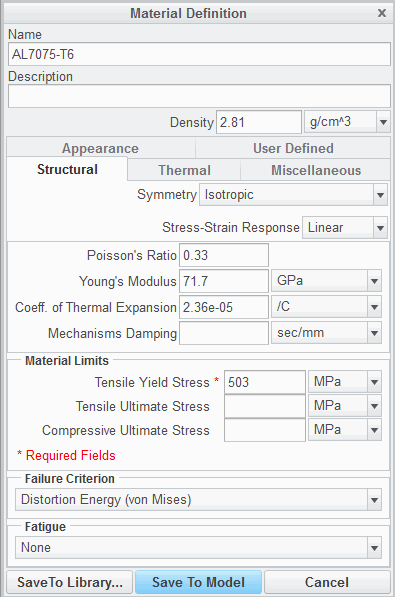 Material Definition x
Name
AL7075-T6
Description
Density 2.81 g/cm^3
Appearance User Defined
Structural Thermal Miscellaneous
Symmetry Isotropic
Stress-Strain Response Linear
Poisson's Ratio 0.33
Young's Modulus 71.7 GPa
Coeff. of Thermal Expansion 2.36e-05 /C
Mechanisms Damping sec/mm
Material Limits
Tensile Yield Stress * 503 MPa
Tensile Ultimate Stress MPa
Compressive Ultimate Stress MPa
* Required Fields
Failure Criterion
Distortion Energy (von Mises)
Fatigue
None
SaveTo Library... Save To Model Cancel